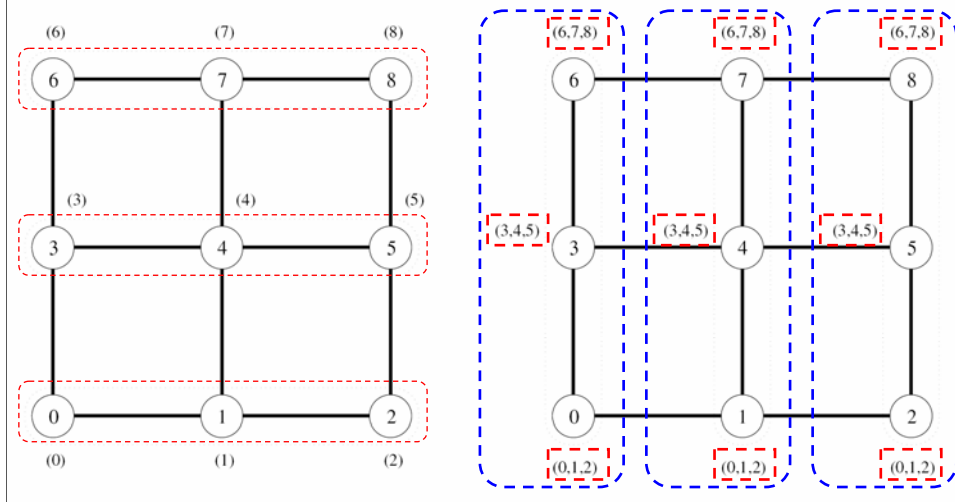 (6) (7) (8)
6 7 8
(3) (4) (5)
3 4 5
0 1 2
(0) (1) (2)
(6,7,8) (6,7,8) (6,7,8)
6 7 8
(3,4,5) (3,4,5) (3,4,5)
3 4 5
0 1 2
(0,1,2) (0,1,2) (0,1,2)